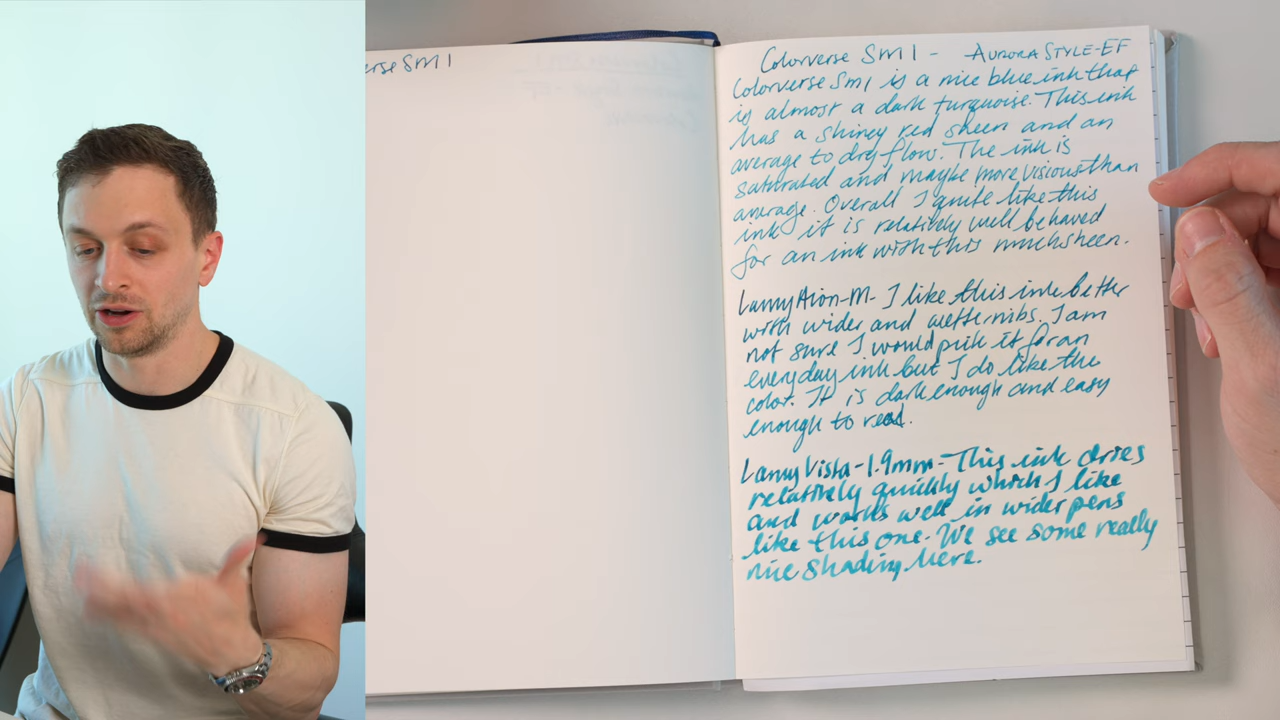 erse SM1
Colorverse SM1 - AURORA STYLE-EF
Colorverse Sm1 is a nice blue ink that
is almost a dark turquoise. This ink
has a shiney red sheen and an
average to dry flow. The ink is
saturated and maybe more visious than
average. Overall I quite like this
ink it is relatively well behaved
for an ink with this much sheen.
Lamy Aion-M- I like this ink better
with wider and wetter nibs. I am
not sure I would pick it for an
everyday ink but I do like the
color. It is dark enough and easy
enough to read.
Lamy Vista-1.9mm-This ink dries
relatively quickly which I like
and works well in wider pens
like this one. We see some really
nice shading here.